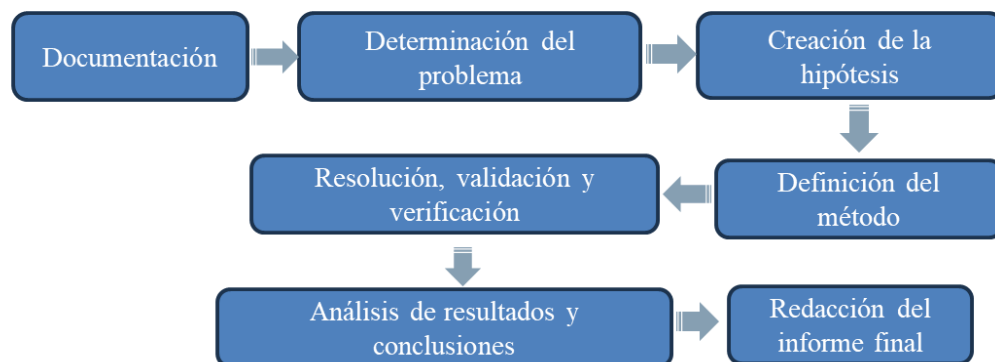 Documentación
Determinación del
problema
Creación de la
hipótesis
Definición del
método
Resolución, validación y
verificación
Análisis de resultados y
conclusiones
Redacción del
informe final